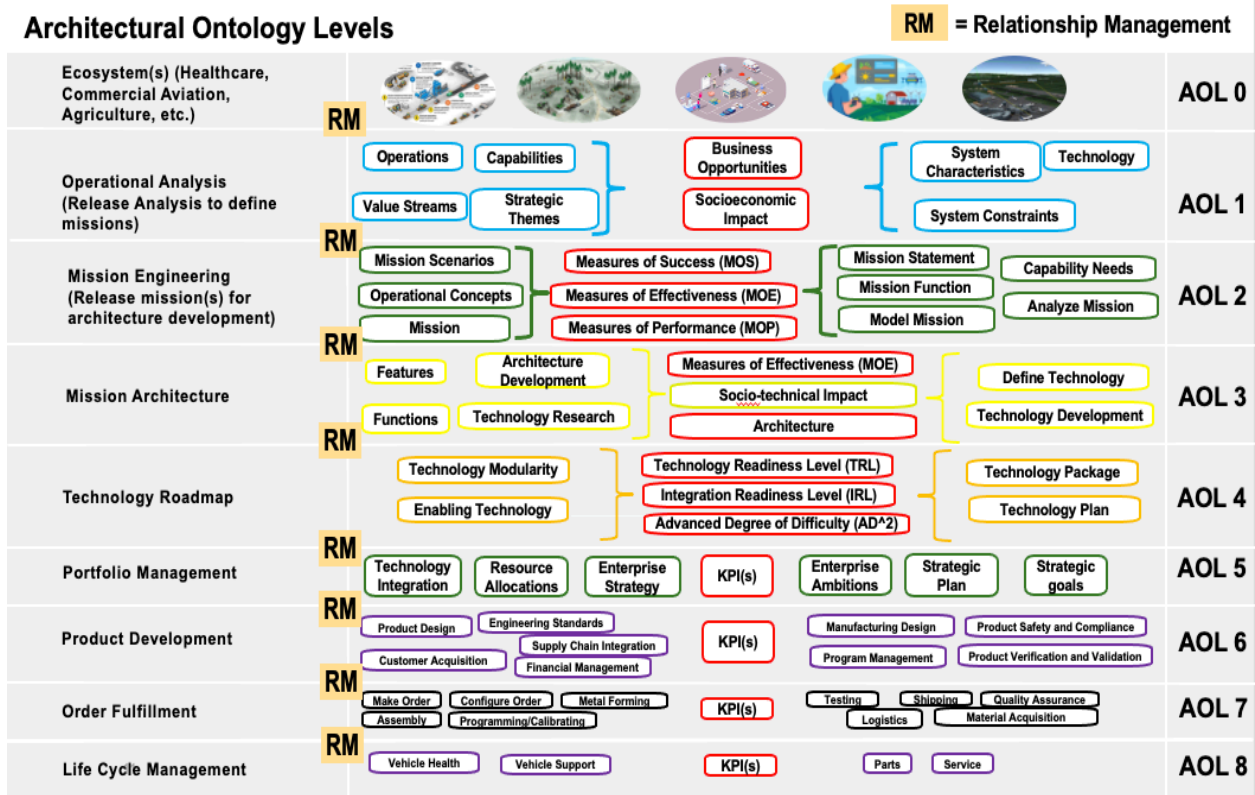 Architectural Ontology Levels
RM = Relationship Management
Ecosystem(s) (Healthcare,
Commercial Aviation,
Agriculture, etc.)
AOL 0
RM
Operational Analysis
(Release Analysis to define
missions)
Operations
Capabilities
Value Streams
Strategic
Themes
Business
Opportunities
Socioeconomic
Impact
System
Characteristics
Technology
System Constraints
AOL 1
RM
Mission Engineering
(Release mission(s) for
architecture development)
Mission Scenarios
Operational Concepts
Mission
Measures of Success (MOS)
Measures of Effectiveness (MOE)
Measures of Performance (MOP)
Mission Statement
Mission Function
Model Mission
Capability Needs
Analyze Mission
AOL 2
RM
Mission Architecture
Features
Architecture
Development
Functions
Technology Research
Measures of Effectiveness (MOE)
Socio-technical Impact
Architecture
Define Technology
Technology Development
AOL 3
RM
Technology Roadmap
Technology Modularity
Enabling Technology
Technology Readiness Level (TRL)
Integration Readiness Level (IRL)
Advanced Degree of Difficulty (AD^2)
Technology Package
Technology Plan
AOL 4
RM
Portfolio Management
Technology
Integration
Resource
Allocations
Enterprise
Strategy
KPI(s)
Enterprise
Ambitions
Strategic
Plan
Strategic
goals
AOL 5
RM
Product Development
Product Design
Engineering Standards
Supply Chain Integration
Customer Acquisition
Financial Management
KPI(s)
Manufacturing Design
Product Safety and Compliance
Program Management
Product Verification and Validation
AOL 6
RM
Order Fulfillment
Make Order
Configure Order
Metal Forming
Assembly
Programming/Calibrating
KPI(s)
Testing
Shipping
Quality Assurance
Logistics
Material Acquisition
AOL 7
RM
Life Cycle Management
Vehicle Health
Vehicle Support
KPI(s)
Parts
Service
AOL 8